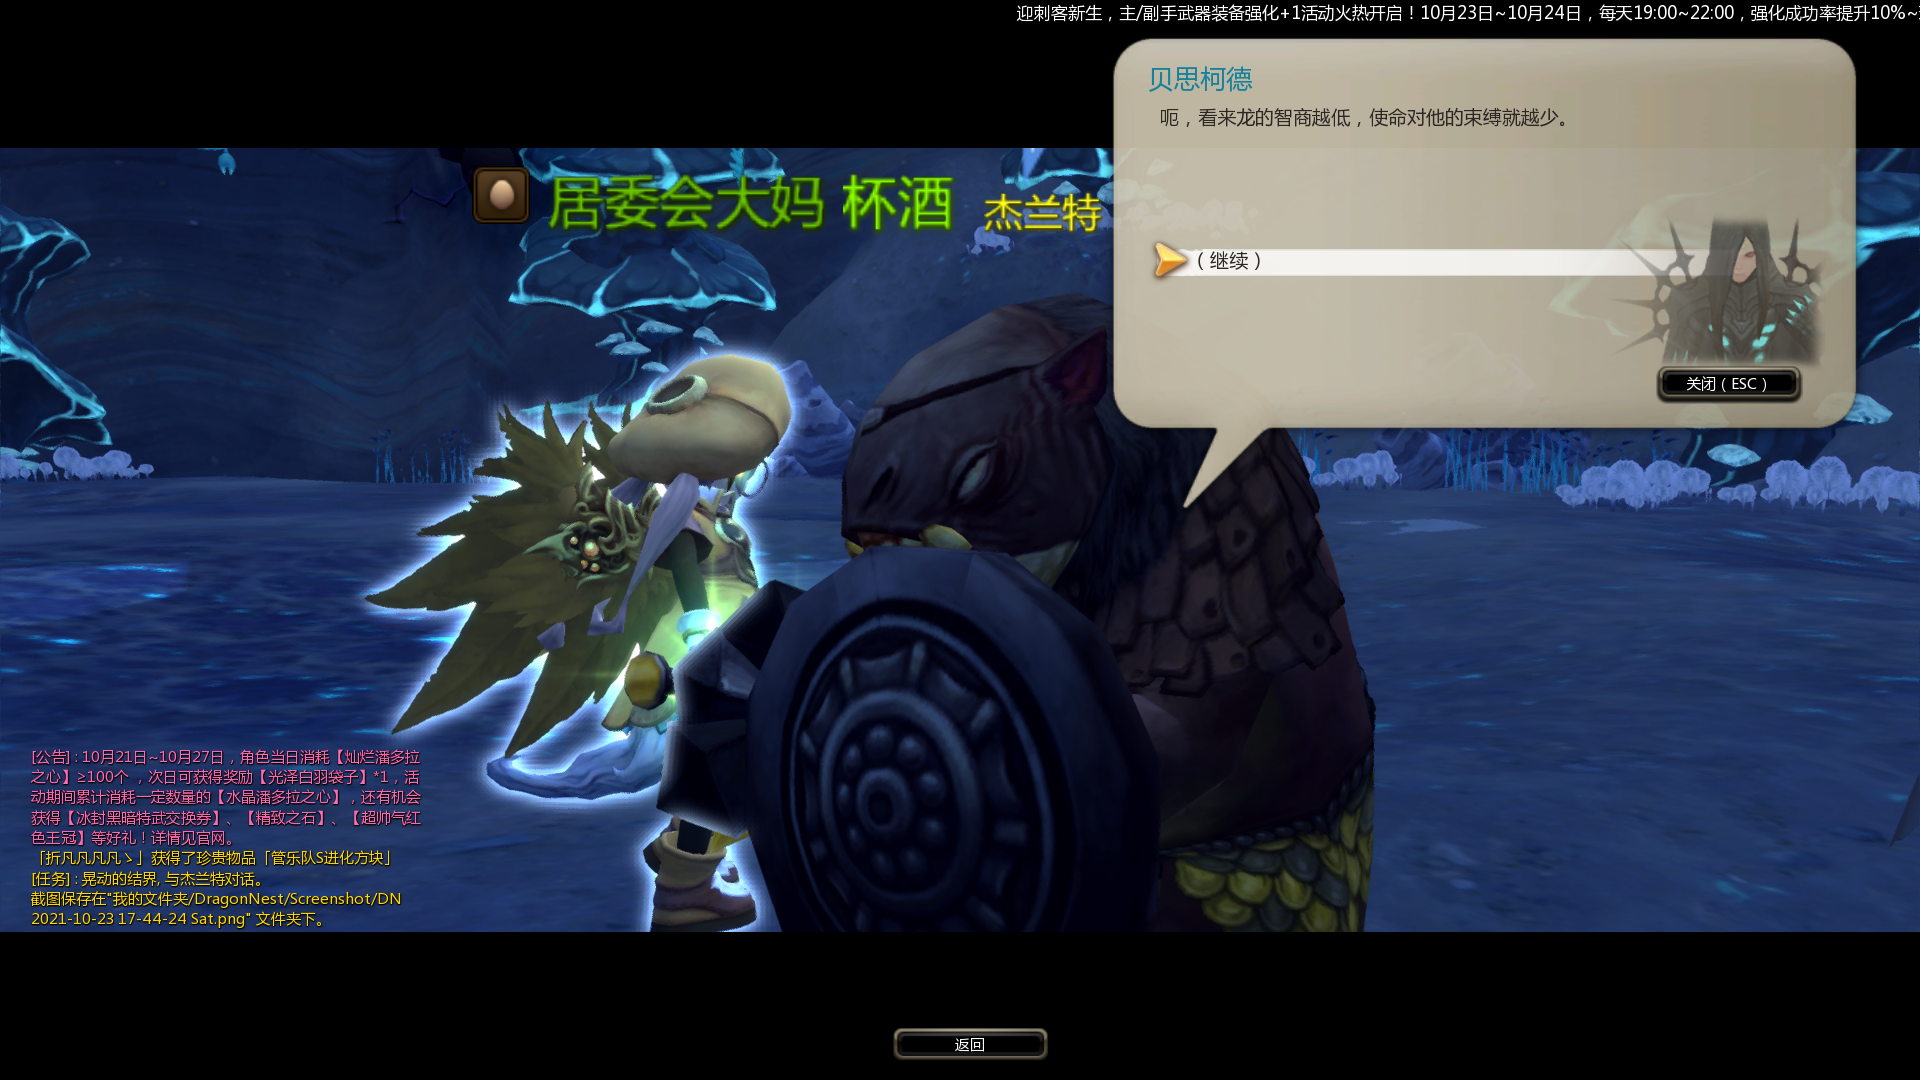 迎刺客新生，主/副手武器装备强化+1活动火热开启！10月23日~10月24日，每天19:00~22:00，强化成功率提升10%~
贝思柯德
呃，看来龙的智商越低，使命对他的束缚就越少。
居委会大妈 杯酒 杰兰特
（继续）
关闭（ESC）
[公告] : 10月21日~10月27日，角色当日消耗【灿烂潘多拉
之心】≥100个 ，次日可获得奖励【光泽白羽袋子】*1，活
动期间累计消耗一定数量的【水晶潘多拉之心】，还有机会
获得【冰封黑暗特武交换券】、【精致之石】、【超帅气红
色王冠】等好礼！详情见官网。
「折凡凡凡凡ゝ」获得了珍贵物品「管乐队S进化方块」
[任务] : 晃动的结界, 与杰兰特对话。
截图保存在"我的文件夹/DragonNest/Screenshot/DN
2021-10-23 17-44-24 Sat.png" 文件夹下。
返回